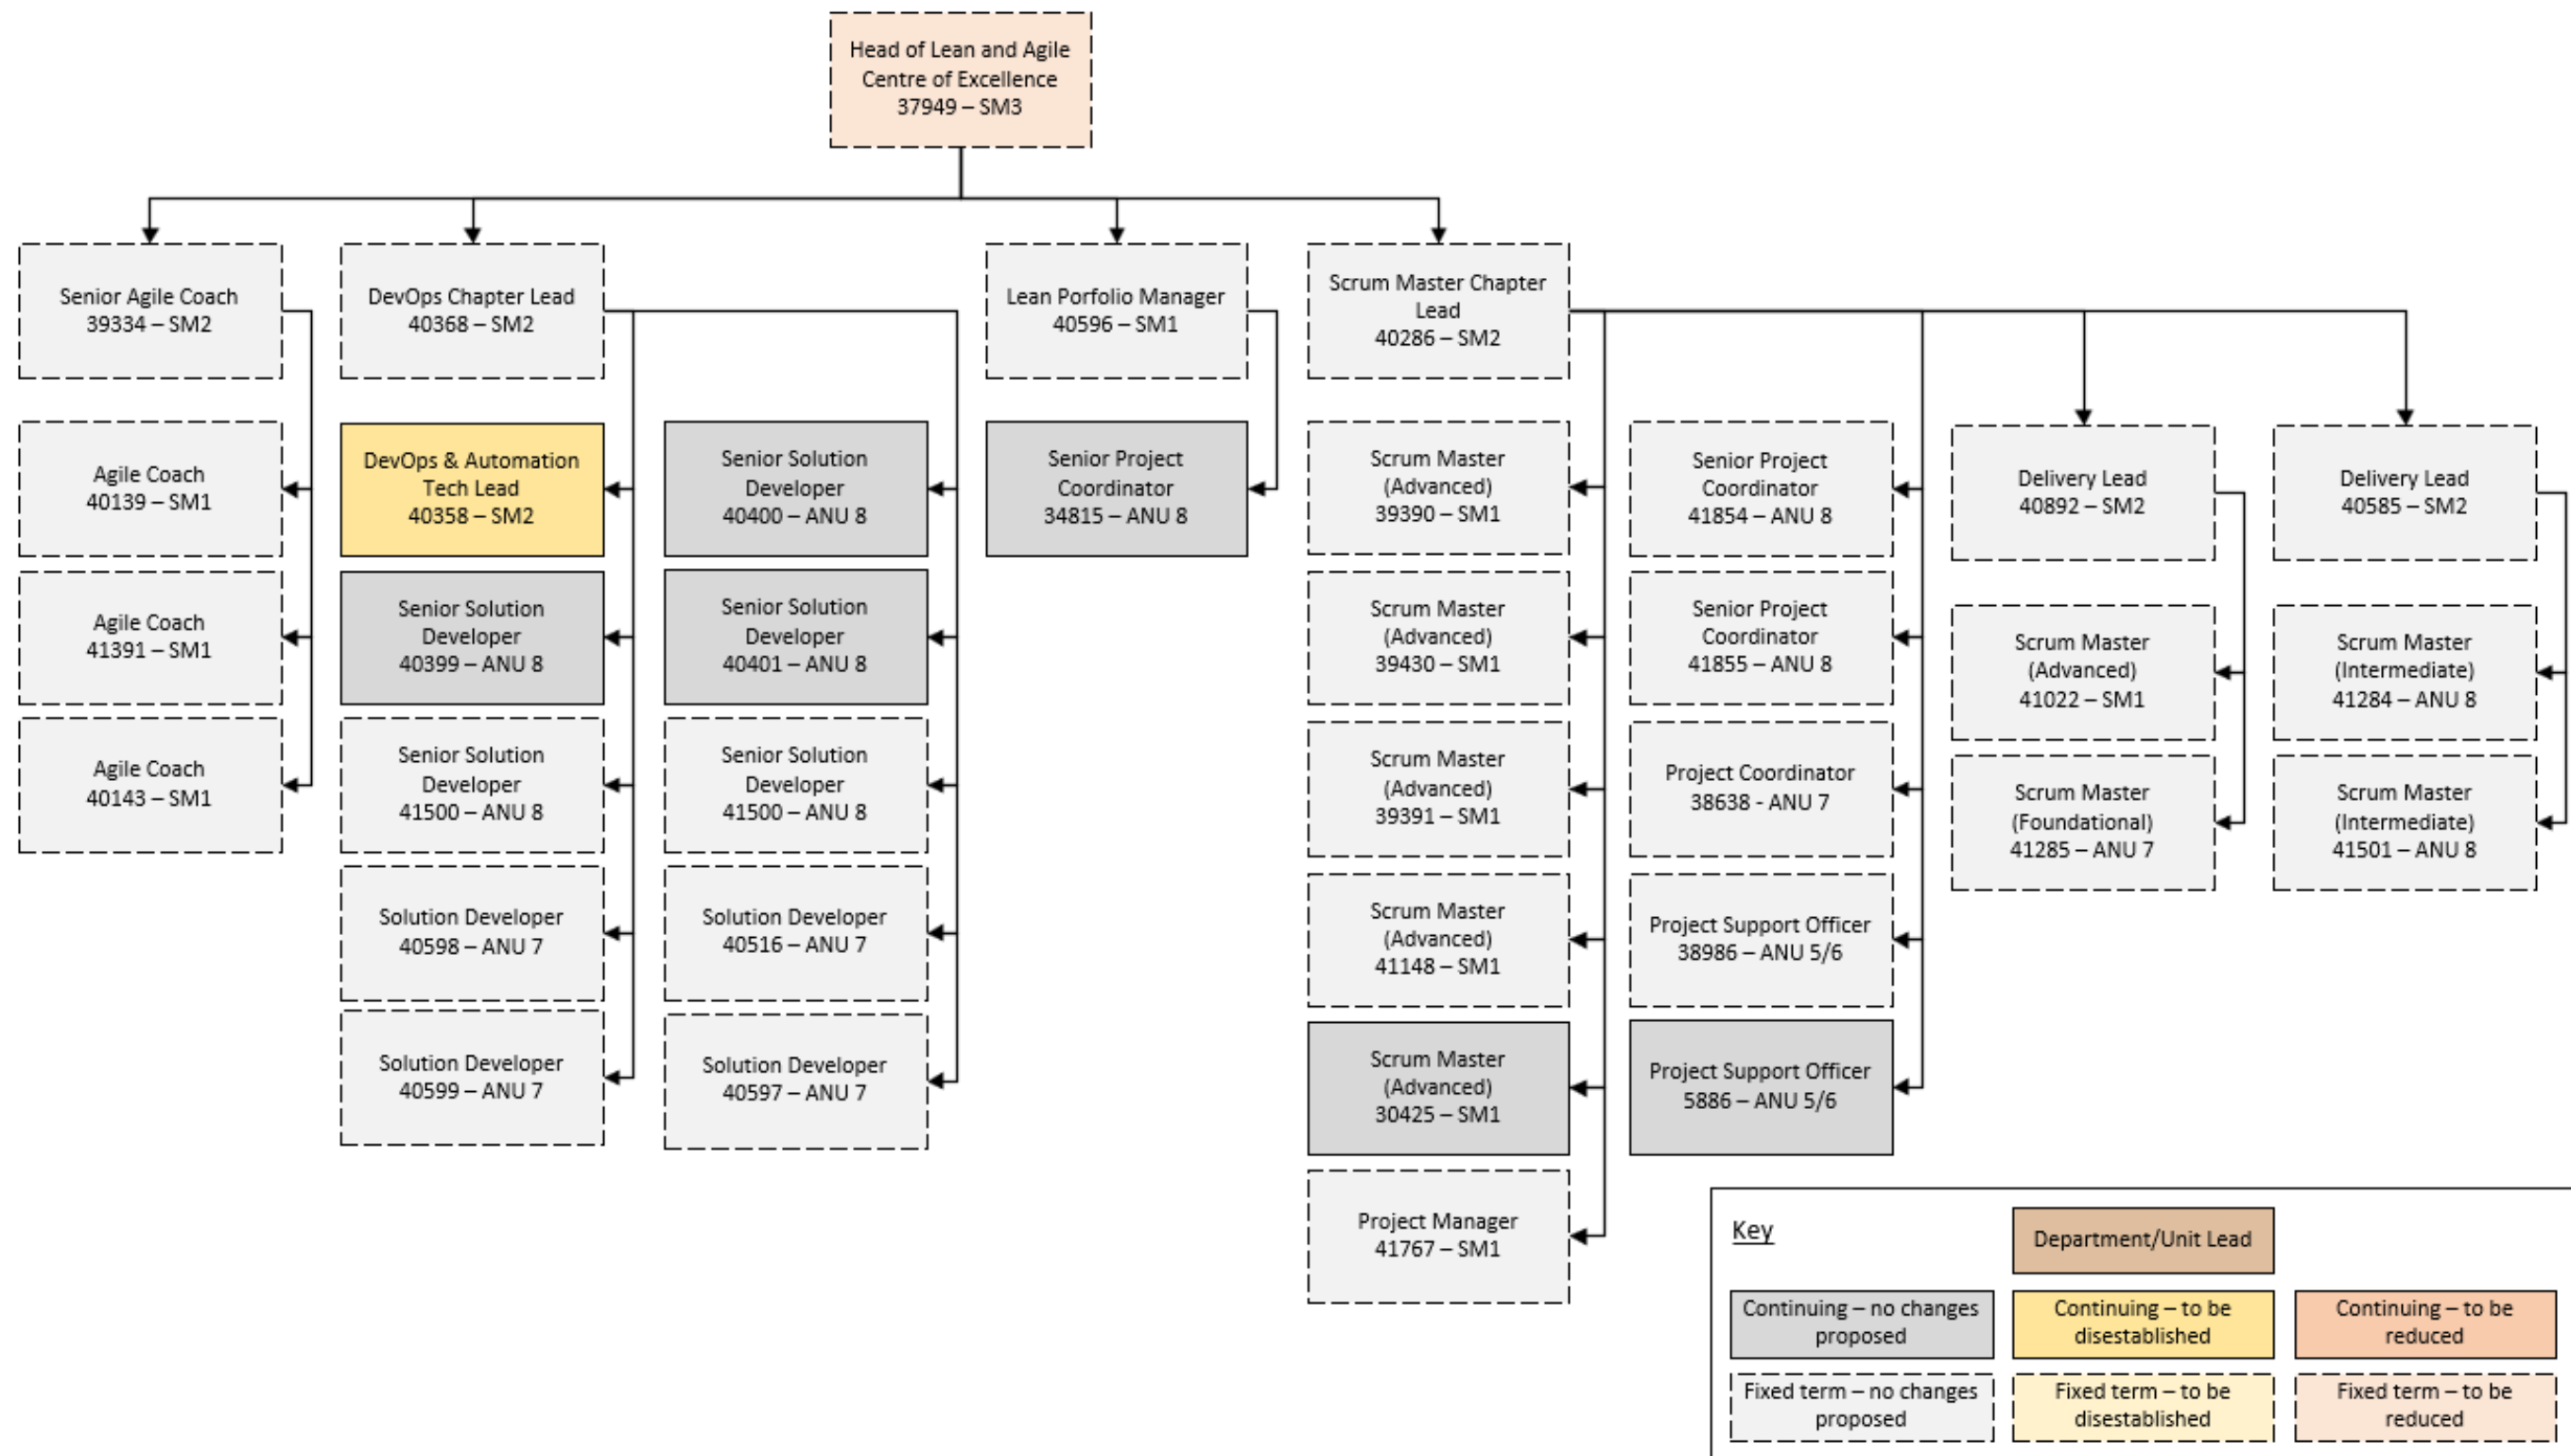 Head of Lean and Agile
Centre of Excellence
37949 – SM3
Senior Agile Coach
39334 – SM2
DevOps Chapter Lead
40368 – SM2
Lean Porfolio Manager
40596 – SM1
Scrum Master Chapter
Lead
40286 – SM2
Agile Coach
40139 – SM1
Agile Coach
41391 – SM1
Agile Coach
40143 – SM1
DevOps & Automation
Tech Lead
40358 – SM2
Senior Solution
Developer
40399 – ANU 8
Senior Solution
Developer
41500 – ANU 8
Solution Developer
40598 – ANU 7
Solution Developer
40599 – ANU 7
Senior Solution
Developer
40400 – ANU 8
Senior Solution
Developer
40401 – ANU 8
Senior Solution
Developer
41500 – ANU 8
Solution Developer
40516 – ANU 7
Solution Developer
40597 – ANU 7
Senior Project
Coordinator
34815 – ANU 8
Scrum Master
(Advanced)
39390 – SM1
Scrum Master
(Advanced)
39430 – SM1
Scrum Master
(Advanced)
39391 – SM1
Scrum Master
(Advanced)
41148 – SM1
Scrum Master
(Advanced)
30425 – SM1
Project Manager
41767 – SM1
Senior Project
Coordinator
41854 – ANU 8
Senior Project
Coordinator
41855 – ANU 8
Project Coordinator
38638 - ANU 7
Project Support Officer
38986 – ANU 5/6
Project Support Officer
5886 – ANU 5/6
Delivery Lead
40892 – SM2
Scrum Master
(Advanced)
41022 – SM1
Scrum Master
(Foundational)
41285 – ANU 7
Delivery Lead
40585 – SM2
Scrum Master
(Intermediate)
41284 – ANU 8
Scrum Master
(Intermediate)
41501 – ANU 8
Key
Department/Unit Lead
Continuing – no changes
proposed
Continuing – to be
disestablished
Continuing – to be
reduced
Fixed term – no changes
proposed
Fixed term – to be
disestablished
Fixed term – to be
reduced